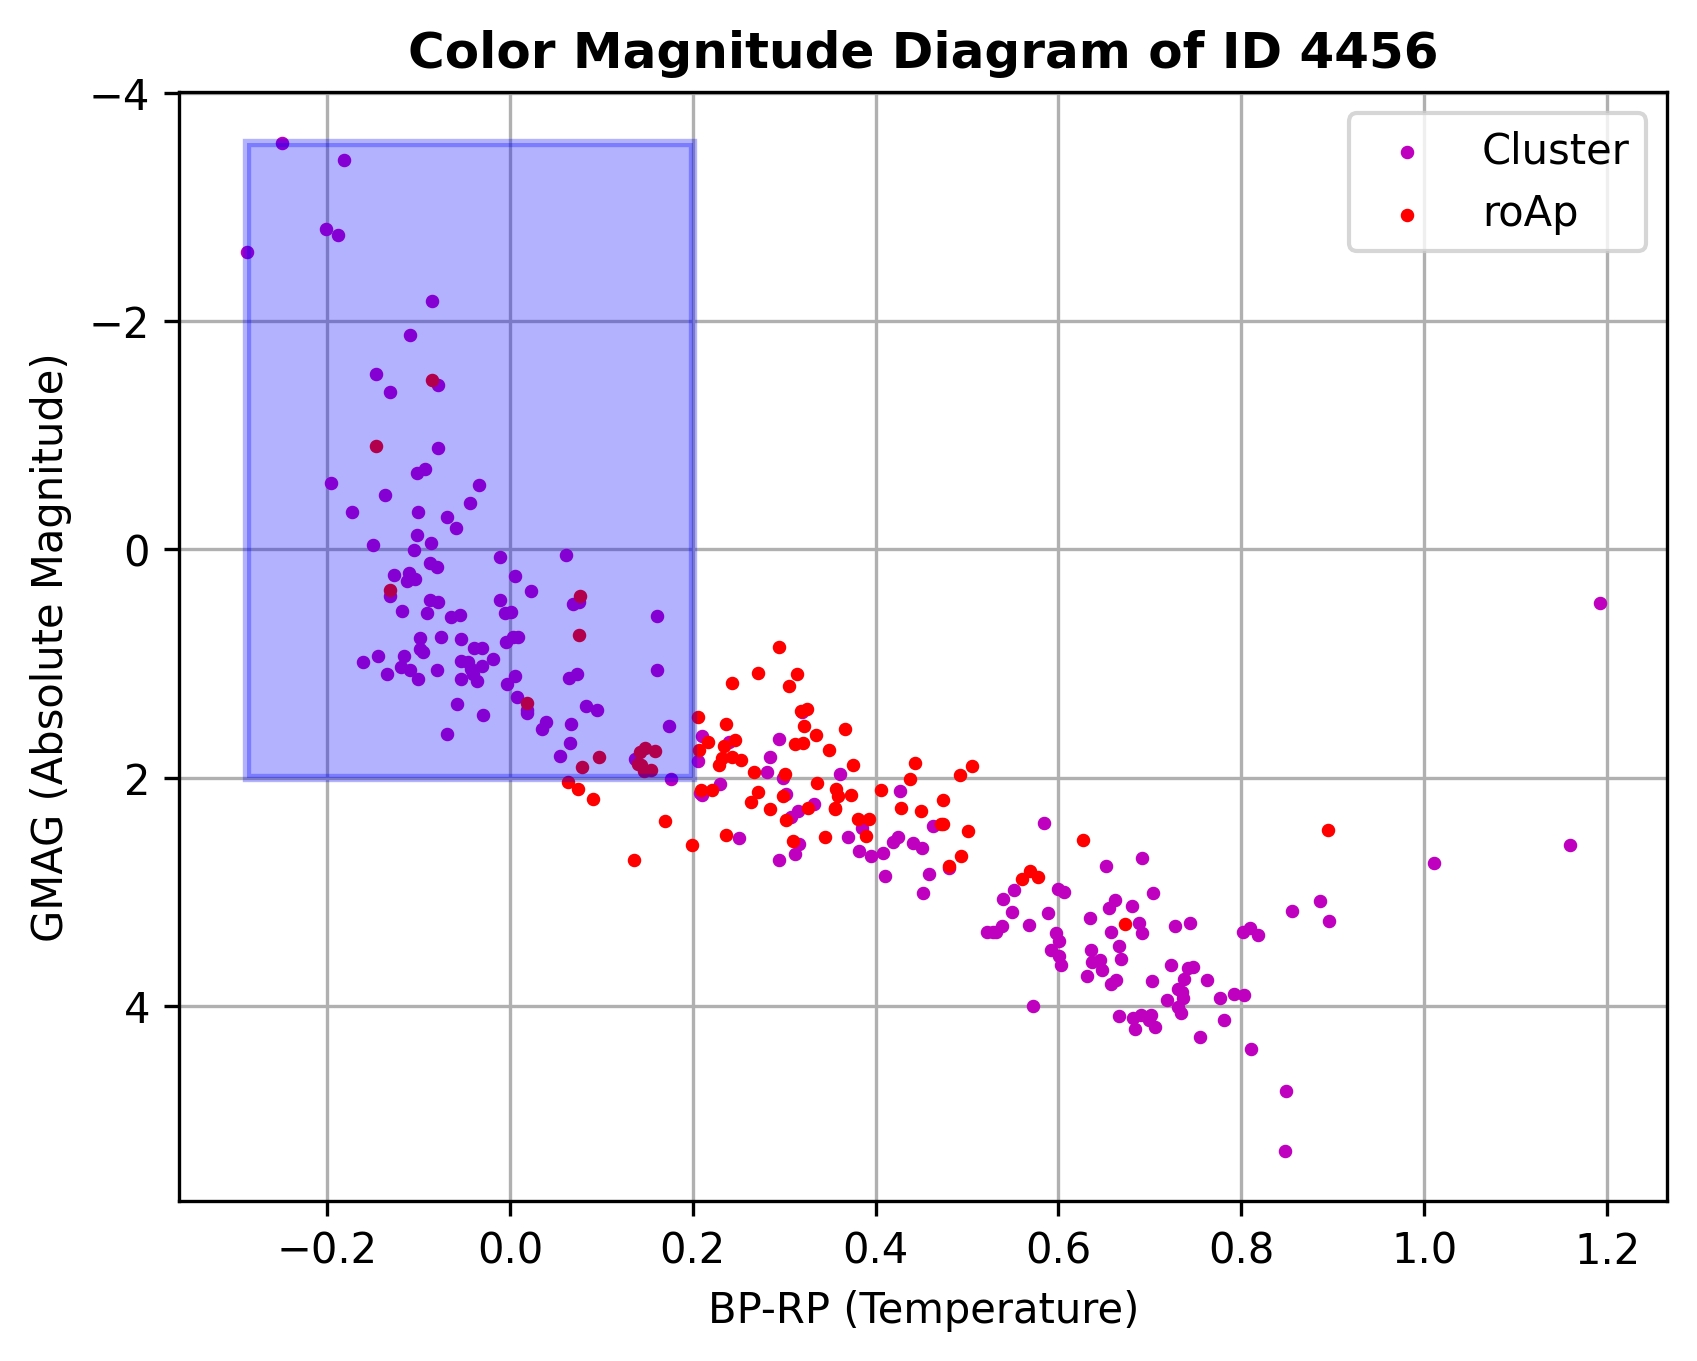 Color Magnitude Diagram of ID 4456
−4
−2
0
2
4
GMAG (Absolute Magnitude)
Cluster
roAp
−0.2 0.0 0.2 0.4 0.6 0.8 1.0 1.2
BP-RP (Temperature)